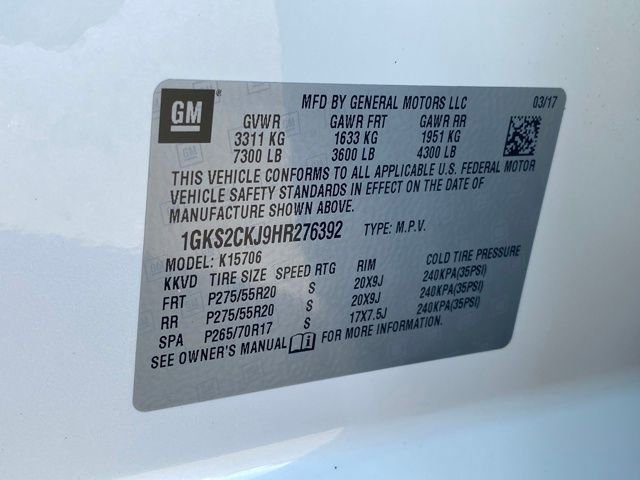 GM
MFD BY GENERAL MOTORS LLC 03/17
GVWR GAWR FRT GAWR RR
3311 KG 1633 KG 1951 KG
7300 LB 3600 LB 4300 LB
THIS VEHICLE CONFORMS TO ALL APPLICABLE U.S. FEDERAL MOTOR
VEHICLE SAFETY STANDARDS IN EFFECT ON THE DATE OF
MANUFACTURE SHOWN ABOVE.
1GKS2CKJ9HR276392 TYPE: M.P.V.
MODEL: K15706
KKVD TIRE SIZE SPEED RTG RIM COLD TIRE PRESSURE
FRT P275/55R20 S 20X9J 240KPA(35PSI)
RR P275/55R20 S 20X9J 240KPA(35PSI)
SPA P265/70R17 S 17X7.5J 240KPA(35PSI)
SEE OWNER'S MANUAL FOR MORE INFORMATION.